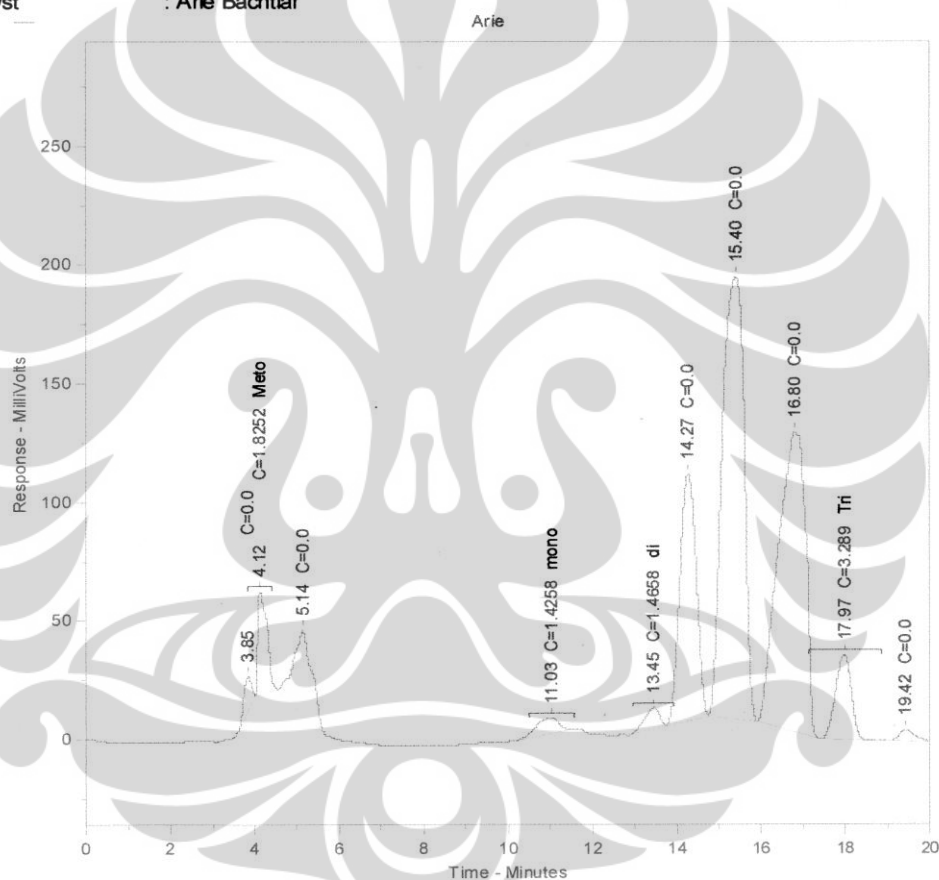 : Arie Bachtiar
Arie
250
200
150
100
50
0
Response - MilliVolts
3.85 C=0.0
4.12 C=1.8252 Meto
5.14 C=0.0
11.03 C=1.4258 mono
13.45 C=1.4658 di
14.27 C=0.0
15.40 C=0.0
16.80 C=0.0
17.97 C=3.289 Tri
19.42 C=0.0
0 2 4 6 8 10 12 14 16 18 20
Time - Minutes